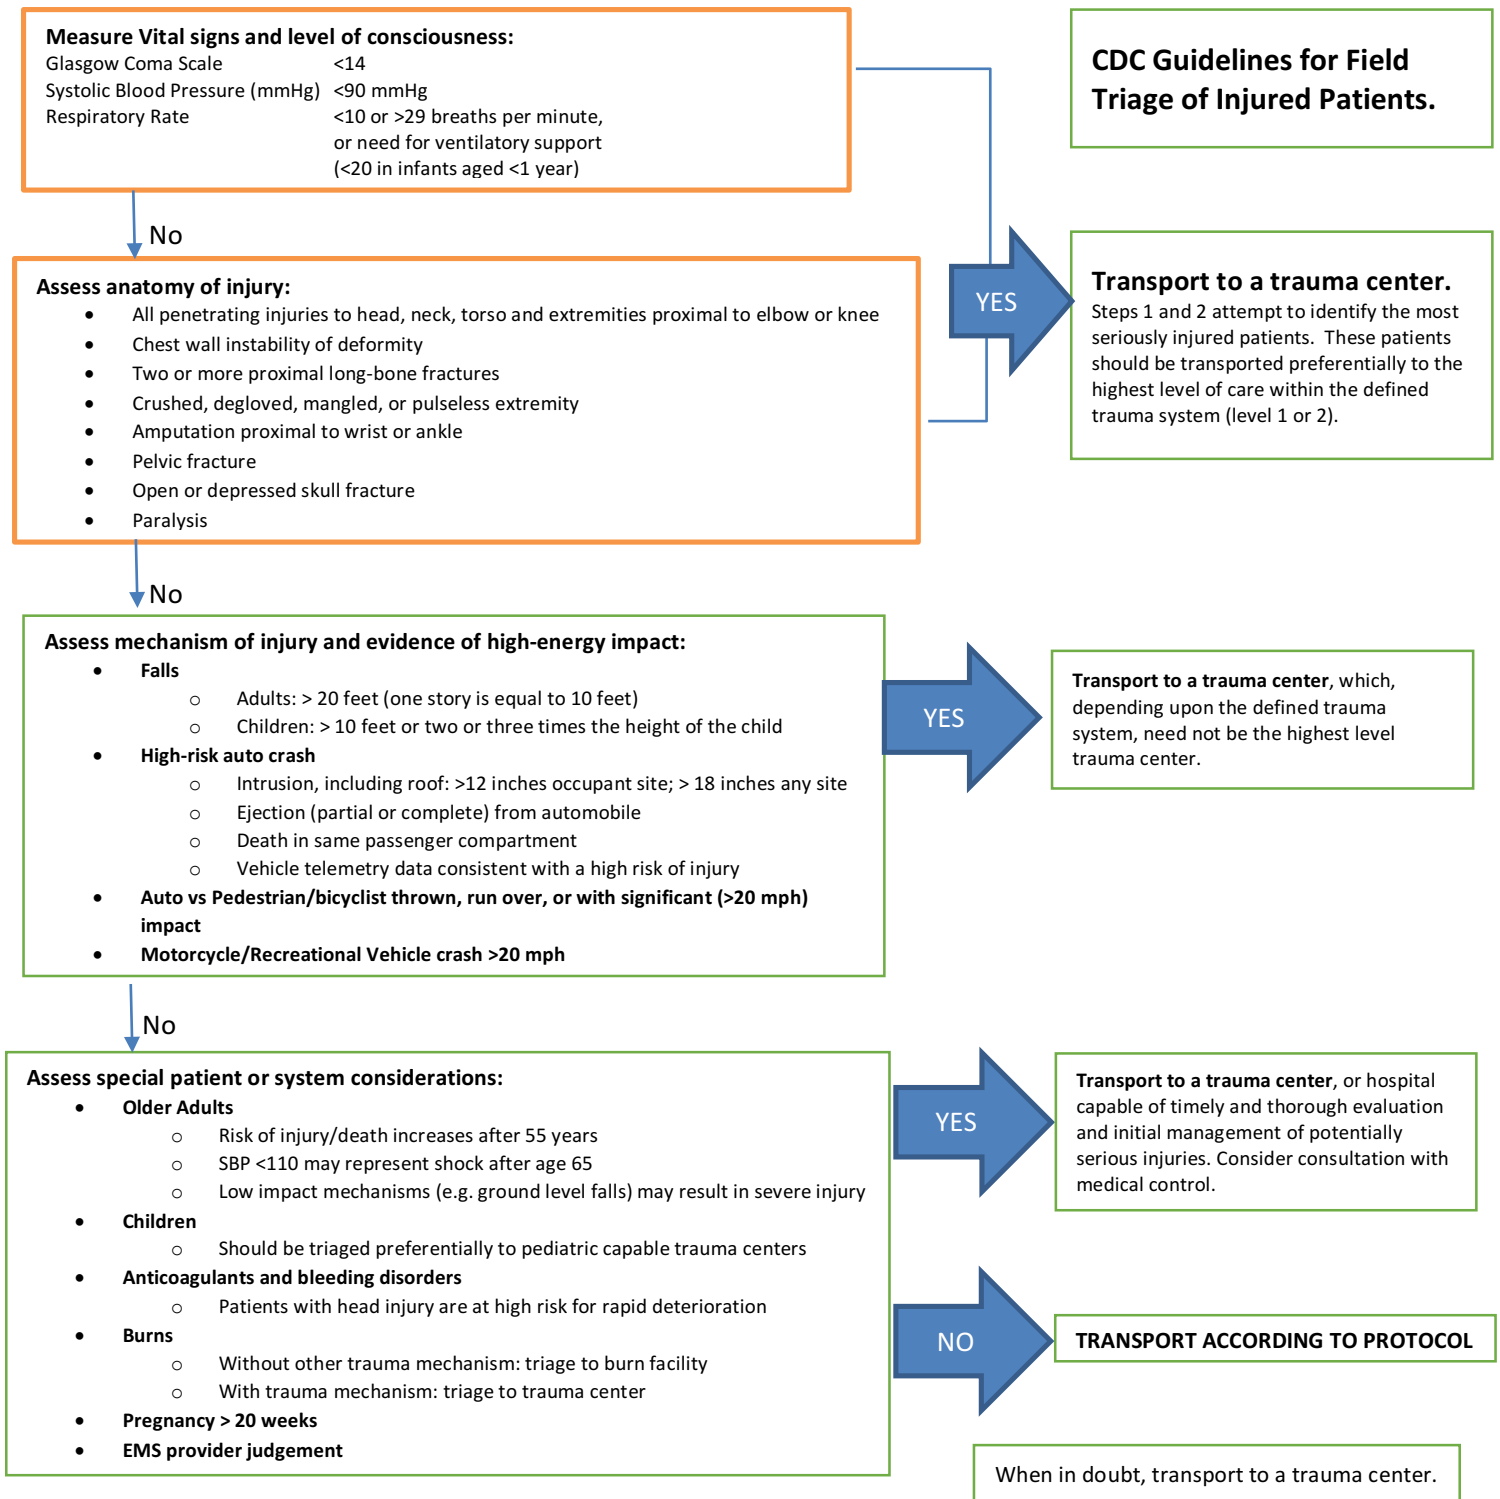 Measure Vital signs and level of consciousness:
Glasgow Coma Scale <14
Systolic Blood Pressure (mmHg) <90 mmHg
Respiratory Rate <10 or >29 breaths per minute,
or need for ventilatory support
(<20 in infants aged <1 year)
CDC Guidelines for Field
Triage of Injured Patients.
No
Assess anatomy of injury:
• All penetrating injuries to head, neck, torso and extremities proximal to elbow or knee
• Chest wall instability of deformity
• Two or more proximal long-bone fractures
• Crushed, degloved, mangled, or pulseless extremity
• Amputation proximal to wrist or ankle
• Pelvic fracture
• Open or depressed skull fracture
• Paralysis
YES
Transport to a trauma center.
Steps 1 and 2 attempt to identify the most
seriously injured patients. These patients
should be transported preferentially to the
highest level of care within the defined
trauma system (level 1 or 2).
No
Assess mechanism of injury and evidence of high-energy impact:
• Falls
o Adults: > 20 feet (one story is equal to 10 feet)
o Children: > 10 feet or two or three times the height of the child
• High-risk auto crash
o Intrusion, including roof: >12 inches occupant site; > 18 inches any site
o Ejection (partial or complete) from automobile
o Death in same passenger compartment
o Vehicle telemetry data consistent with a high risk of injury
• Auto vs Pedestrian/bicyclist thrown, run over, or with significant (>20 mph)
impact
• Motorcycle/Recreational Vehicle crash >20 mph
YES
Transport to a trauma center, which,
depending upon the defined trauma
system, need not be the highest level
trauma center.
No
Assess special patient or system considerations:
• Older Adults
o Risk of injury/death increases after 55 years
o SBP <110 may represent shock after age 65
o Low impact mechanisms (e.g. ground level falls) may result in severe injury
• Children
o Should be triaged preferentially to pediatric capable trauma centers
• Anticoagulants and bleeding disorders
o Patients with head injury are at high risk for rapid deterioration
• Burns
o Without other trauma mechanism: triage to burn facility
o With trauma mechanism: triage to trauma center
• Pregnancy > 20 weeks
• EMS provider judgement
YES
Transport to a trauma center, or hospital
capable of timely and thorough evaluation
and initial management of potentially
serious injuries. Consider consultation with
medical control.
NO
TRANSPORT ACCORDING TO PROTOCOL
When in doubt, transport to a trauma center.